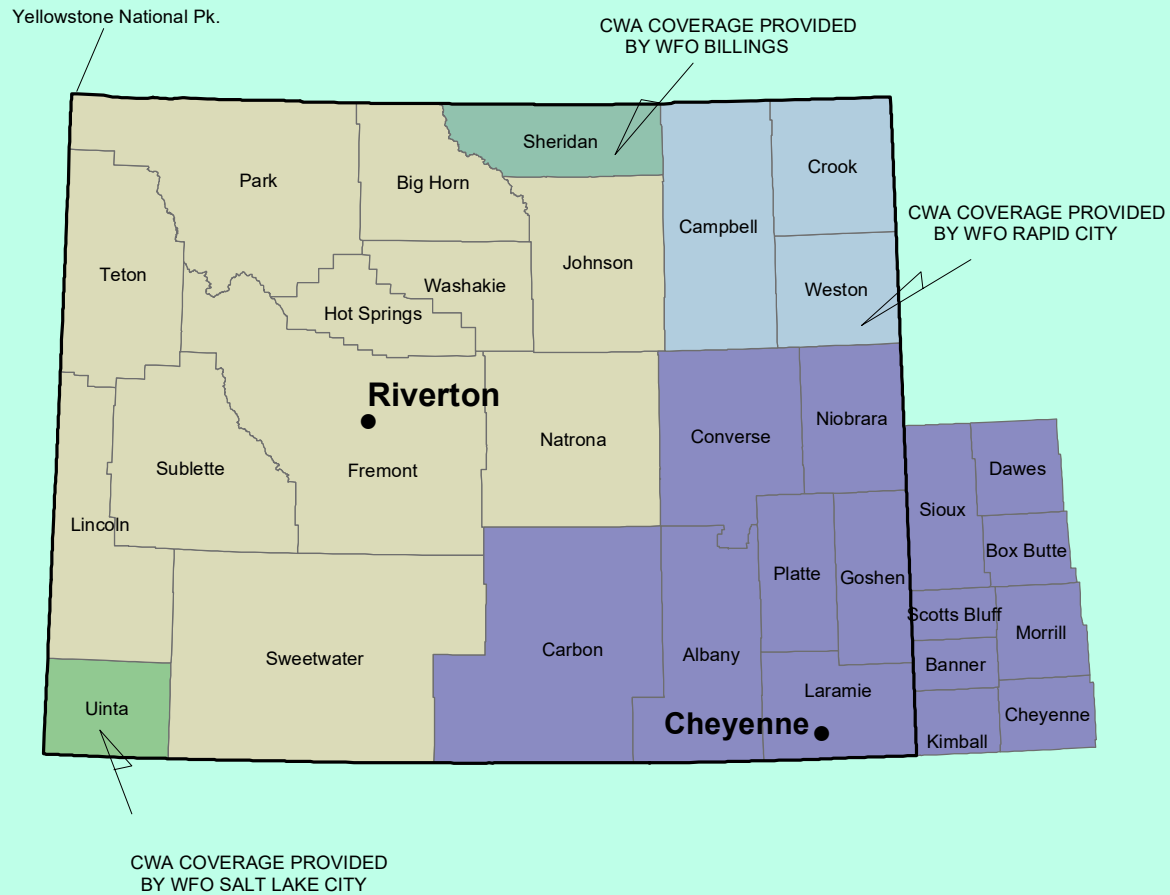 Yellowstone National Pk.
CWA COVERAGE PROVIDED
BY WFO BILLINGS
Sheridan
Crook
Park
Big Horn
CWA COVERAGE PROVIDED
BY WFO RAPID CITY
Campbell
Johnson
Teton
Washakie
Weston
Hot Springs
Riverton
Niobrara
Converse
Natrona
Sublette
Fremont
Dawes
Sioux
Lincoln
Box Butte
Platte
Goshen
Scotts Bluff
Morrill
Carbon
Albany
Sweetwater
Banner
Laramie
Uinta
Cheyenne
Cheyenne
Kimball
CWA COVERAGE PROVIDED
BY WFO SALT LAKE CITY